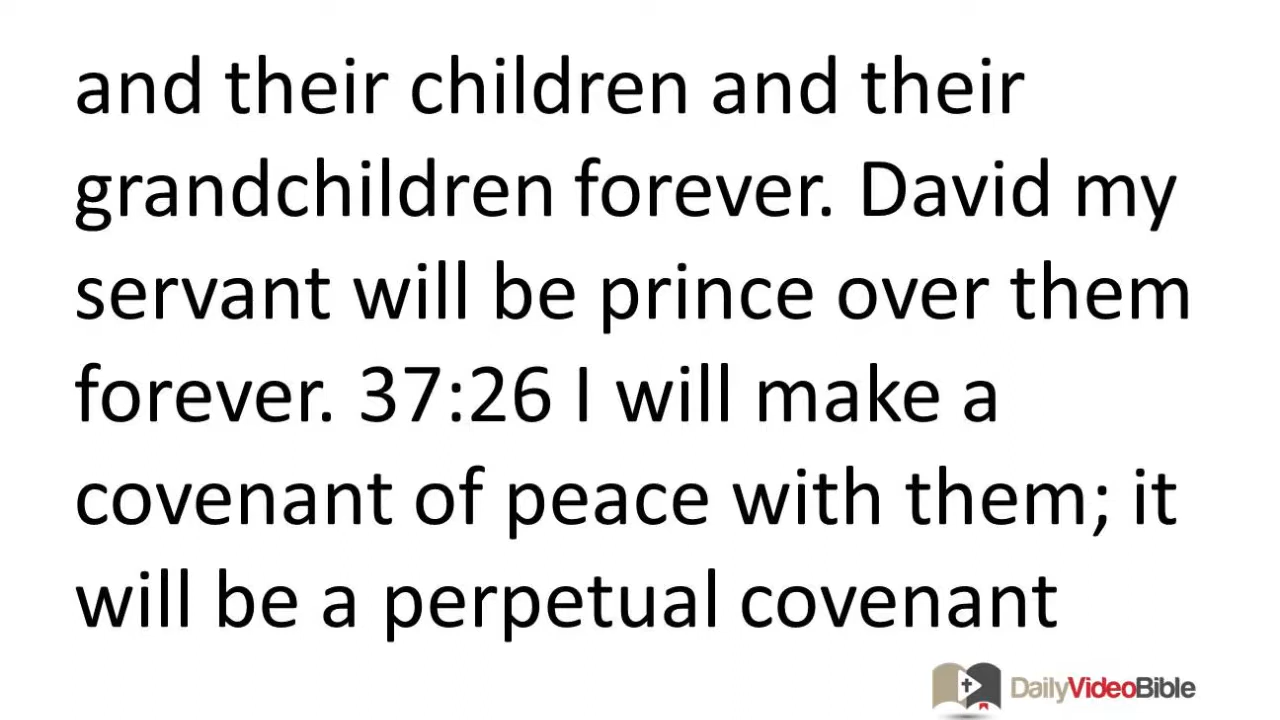 and their children and their
grandchildren forever. David my
servant will be prince over them
forever. 37:26 I will make a
covenant of peace with them; it
will be a perpetual covenant
DailyVideoBible